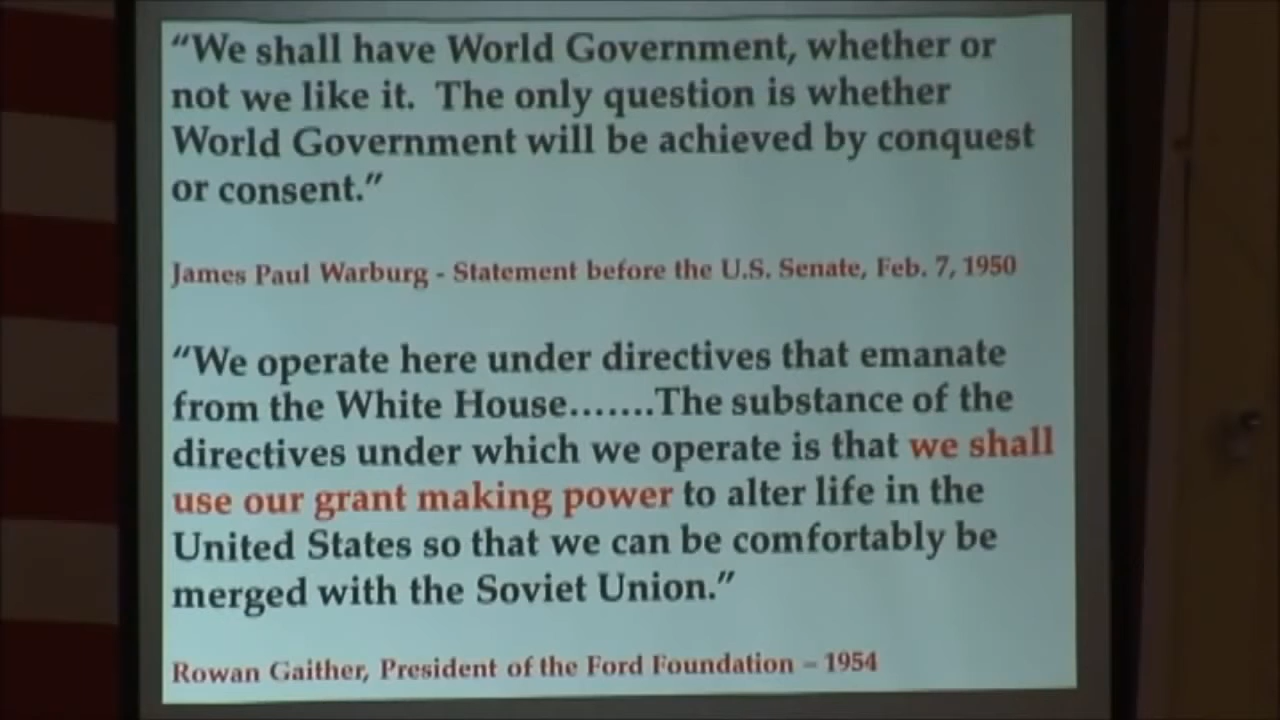 “We shall have World Government, whether or
not we like it.  The only question is whether
World Government will be achieved by conquest
or consent.”
James Paul Warburg - Statement before the U.S. Senate, Feb. 7, 1950
“We operate here under directives that emanate
from the White House…….The substance of the
directives under which we operate is that we shall
use our grant making power to alter life in the
United States so that we can be comfortably be
merged with the Soviet Union.”
Rowan Gaither, President of the Ford Foundation – 1954